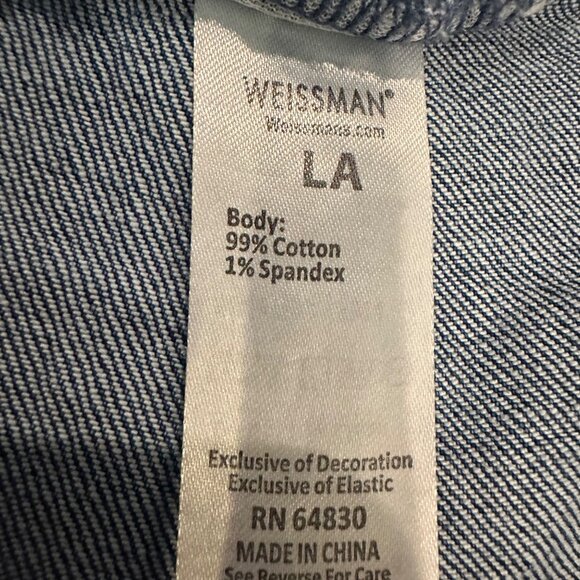 WEISSMAN®
Weissmans.com
LA
Body:
99% Cotton
1% Spandex
Exclusive of Decoration
Exclusive of Elastic
RN 64830
MADE IN CHINA
See Reverse For Care